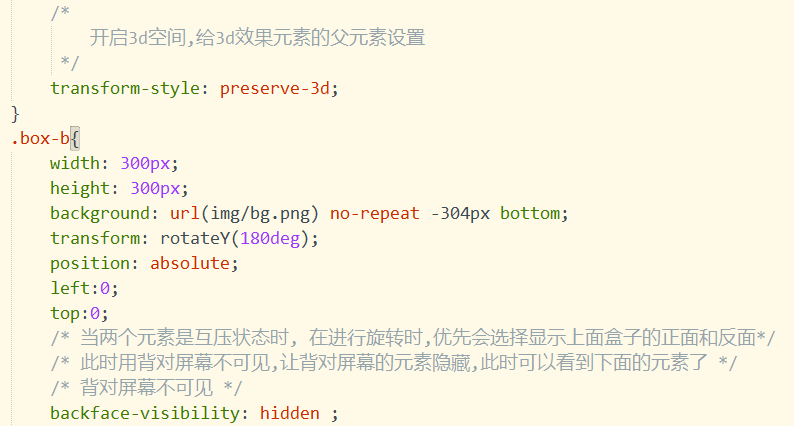 /*
开启3d空间,给3d效果元素的父元素设置
*/
transform-style: preserve-3d;
}
.box-b{
width: 300px;
height: 300px;
background: url(img/bg.png) no-repeat -304px bottom;
transform: rotateY(180deg);
position: absolute;
left:0;
top:0;
/* 当两个元素是互压状态时, 在进行旋转时,优先会选择显示上面盒子的正面和反面*/
/* 此时用背对屏幕不可见,让背对屏幕的元素隐藏,此时可以看到下面的元素了 */
/* 背对屏幕不可见 */
backface-visibility: hidden ;